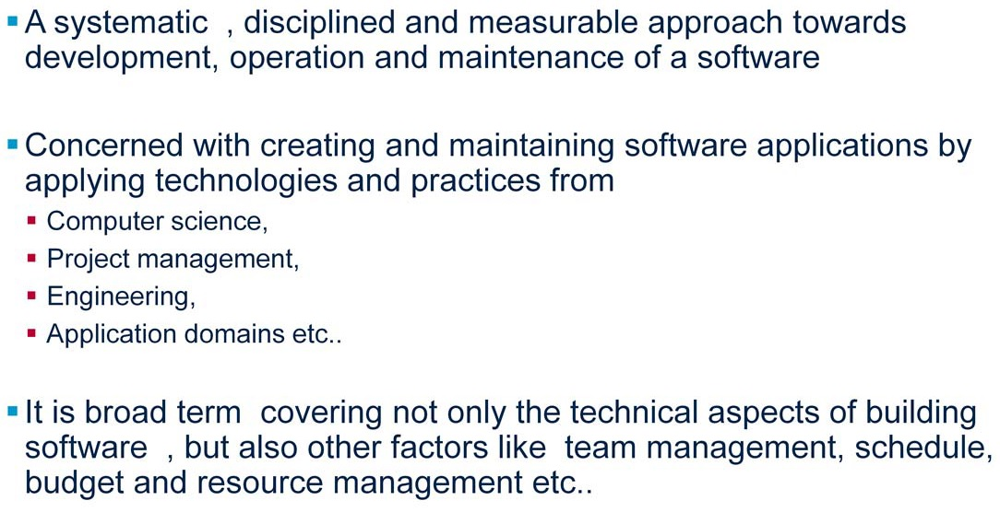 ▪ A systematic , disciplined and measurable approach towards
development, operation and maintenance of a software
▪ Concerned with creating and maintaining software applications by
applying technologies and practices from
▪ Computer science,
▪ Project management,
▪ Engineering,
▪ Application domains etc..
▪ It is broad term covering not only the technical aspects of building
software , but also other factors like team management, schedule,
budget and resource management etc..